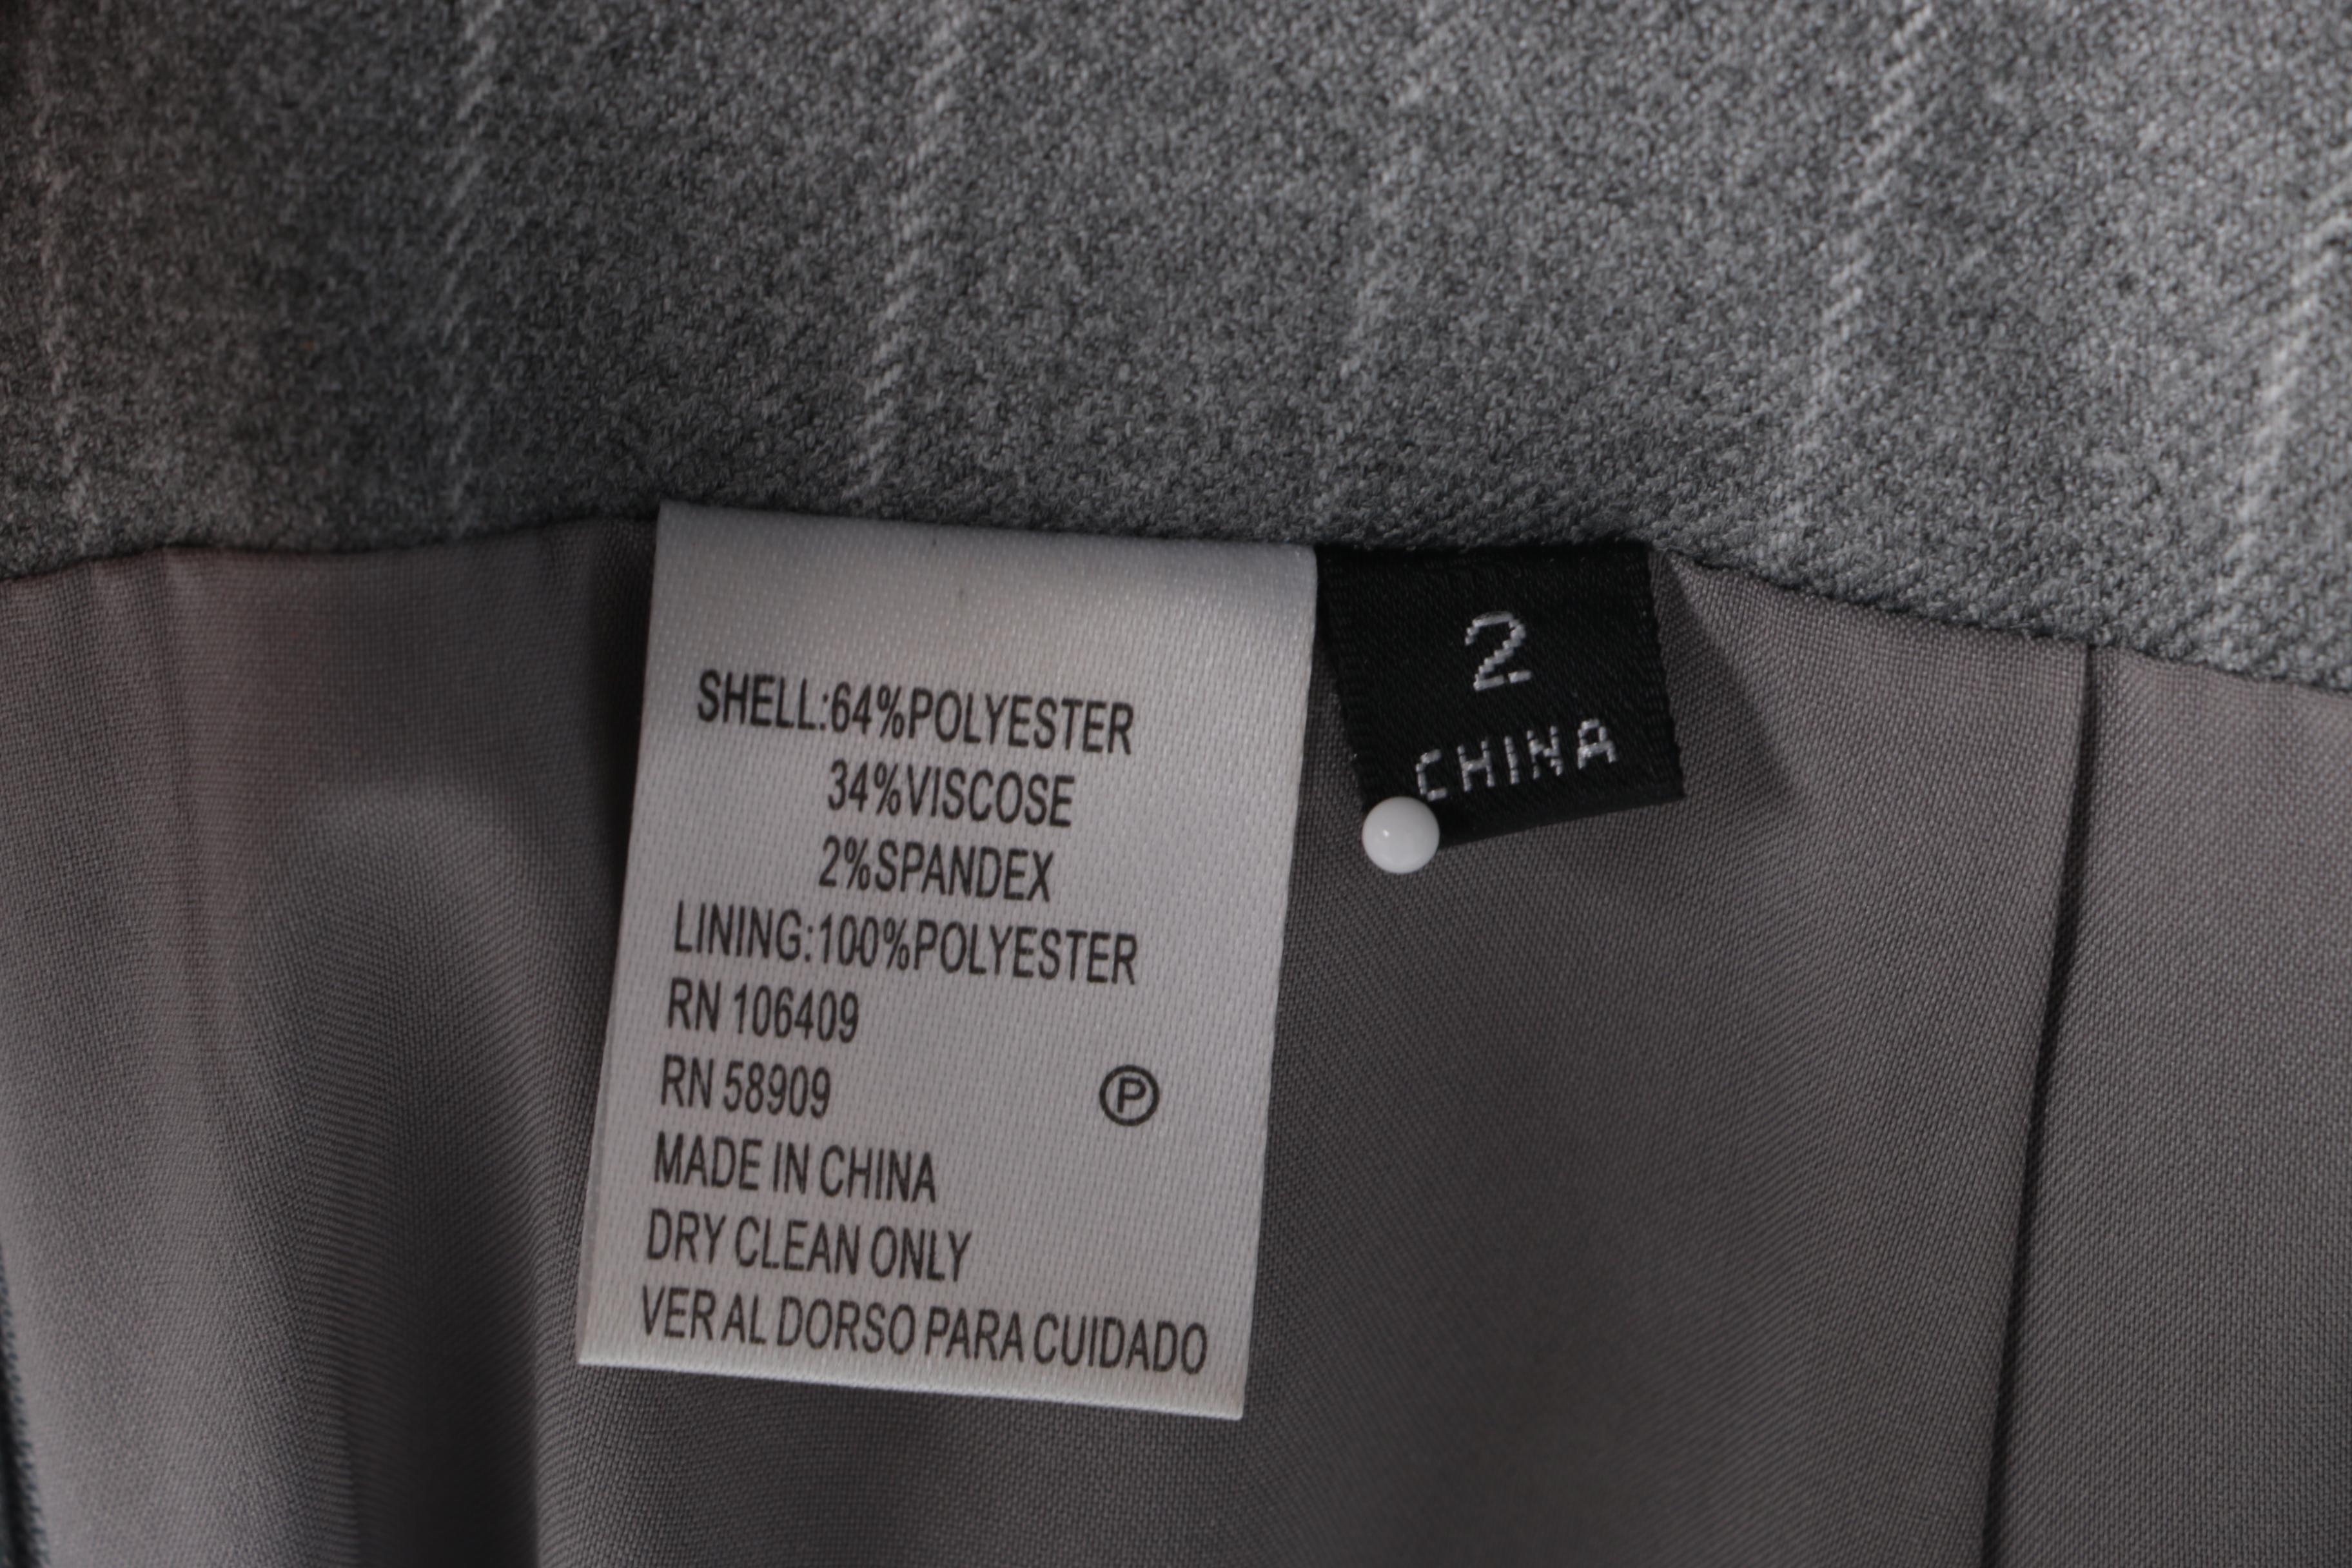 SHELL:64%POLYESTER
34%VISCOSE
2%SPANDEX
LINING:100%POLYESTER
RN 106409
RN 58909
Ⓟ
MADE IN CHINA
DRY CLEAN ONLY
VER AL DORSO PARA CUIDADO
2
CHINA